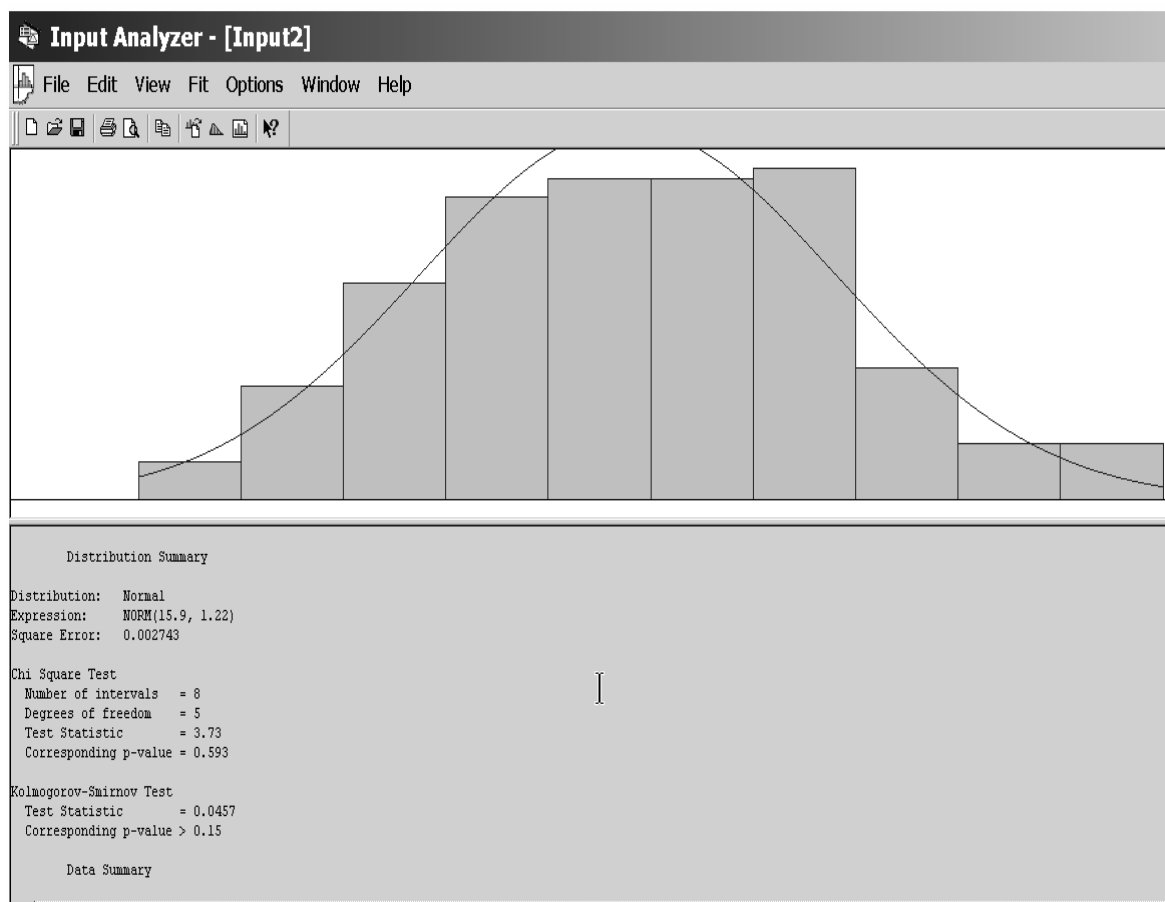 Input Analyzer - [Input2]
File Edit View Fit Options Window Help
Distribution Summary
Distribution: Normal
Expression: NORM(15.9, 1.22)
Square Error: 0.002743
Chi Square Test
Number of intervals = 8
Degrees of freedom = 5
Test Statistic = 3.73
Corresponding p-value = 0.593
Kolmogorov-Smirnov Test
Test Statistic = 0.0457
Corresponding p-value > 0.15
Data Summary